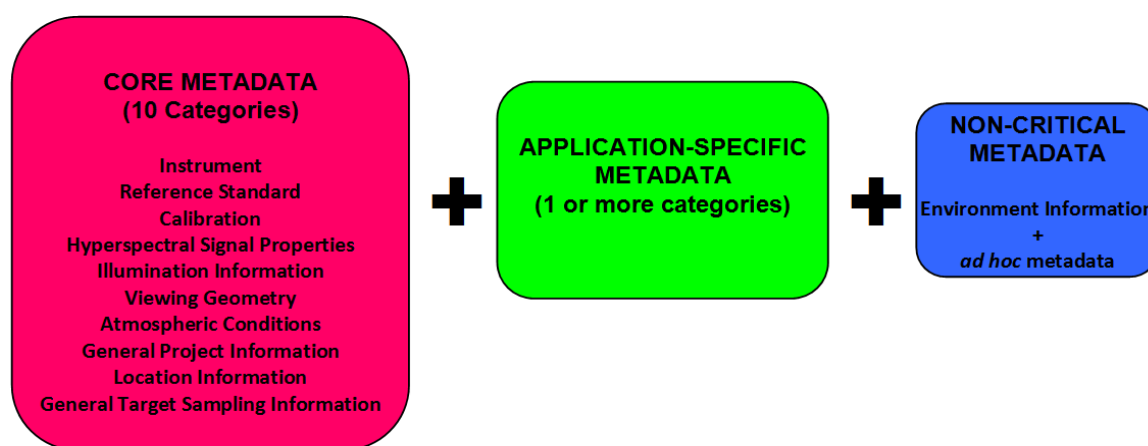 CORE METADATA
(10 Categories)
Instrument
Reference Standard
Calibration
Hyperspectral Signal Properties
Illumination Information
Viewing Geometry
Atmospheric Conditions
General Project Information
Location Information
General Target Sampling Information
+
APPLICATION-SPECIFIC
METADATA
(1 or more categories)
+
NON-CRITICAL
METADATA
Environment Information
+
ad hoc metadata